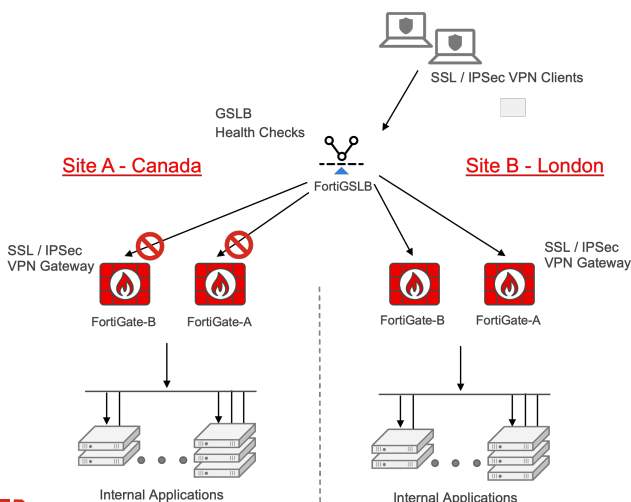 SSL / IPSec VPN Clients
GSLB
Health Checks
Site A - Canada
Site B - London
FortiGSLB
SSL / IPSec
VPN Gateway
SSL / IPSec
VPN Gateway
FortiGate-B
FortiGate-A
FortiGate-B
FortiGate-A
Internal Applications
Internal Applications